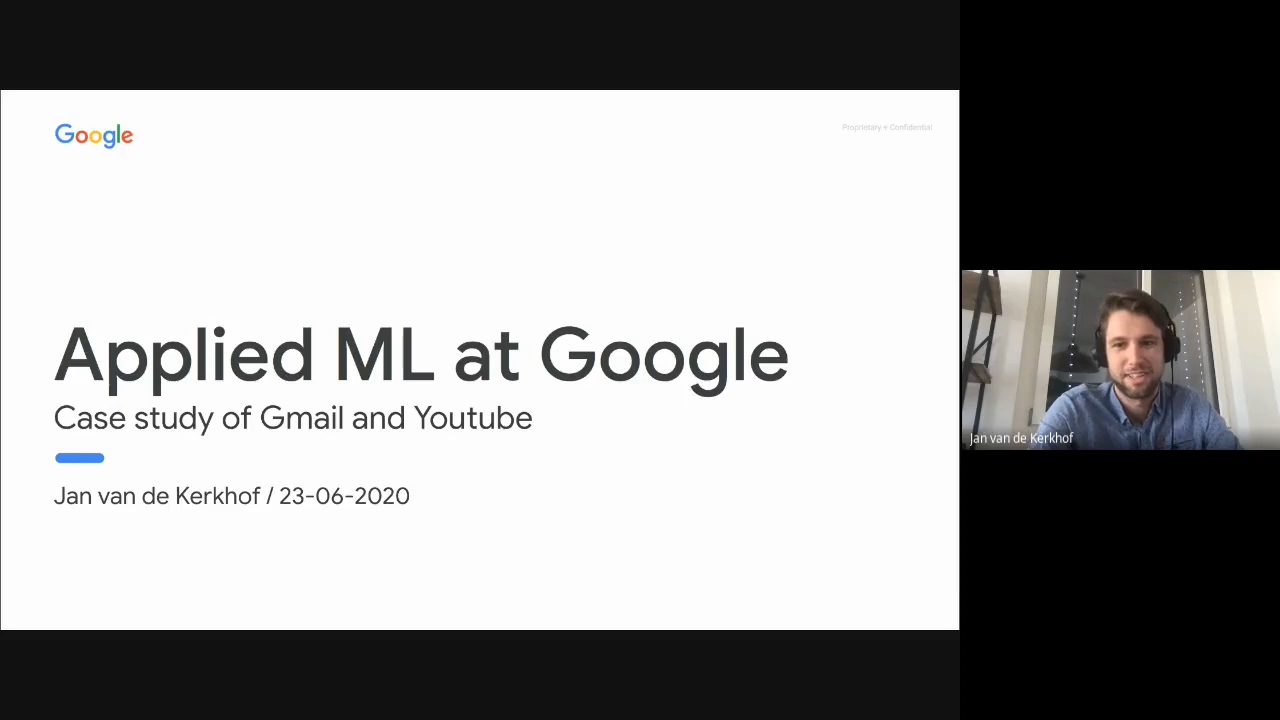 Google
Proprietary + Confidential
Applied ML at Google
Case study of Gmail and Youtube
Jan van de Kerkhof / 23-06-2020
Jan van de Kerkhof